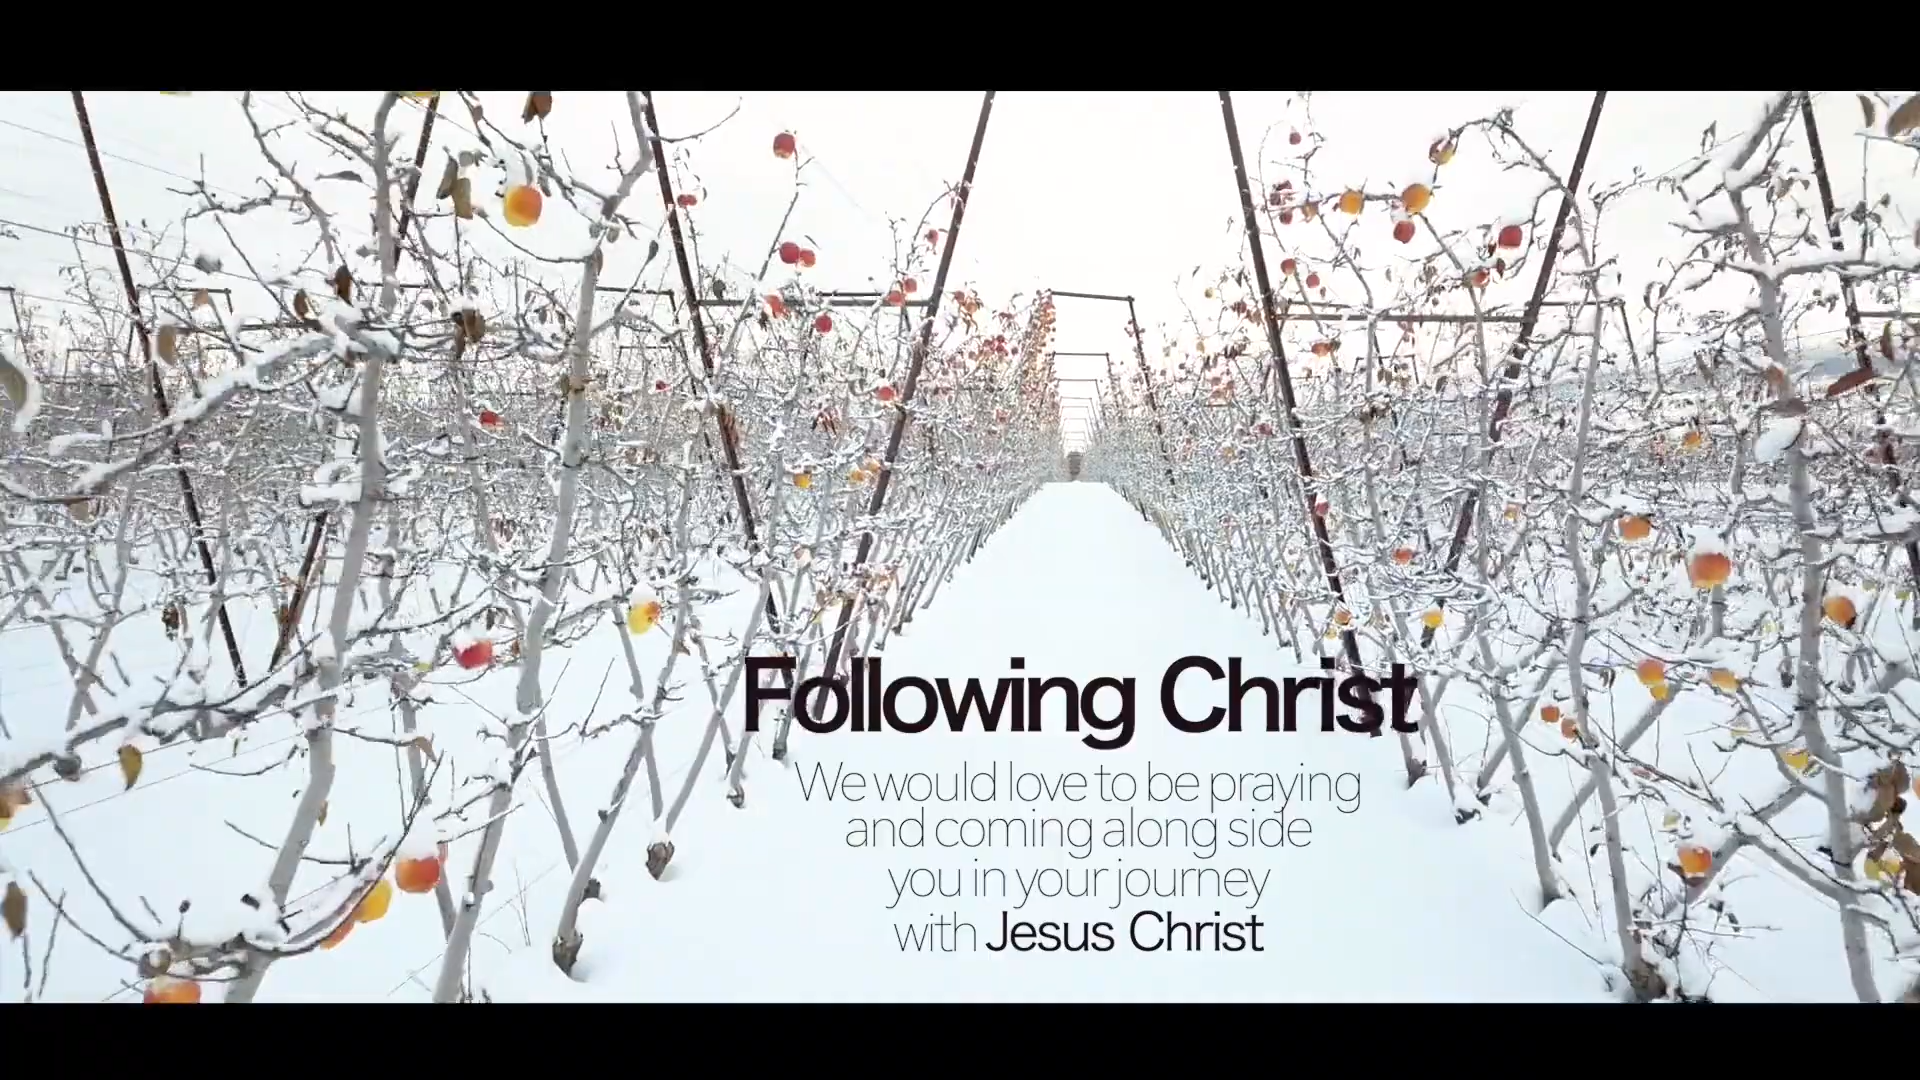 Following Christ
We would love to be praying
and coming along side
you in your journey
with Jesus Christ